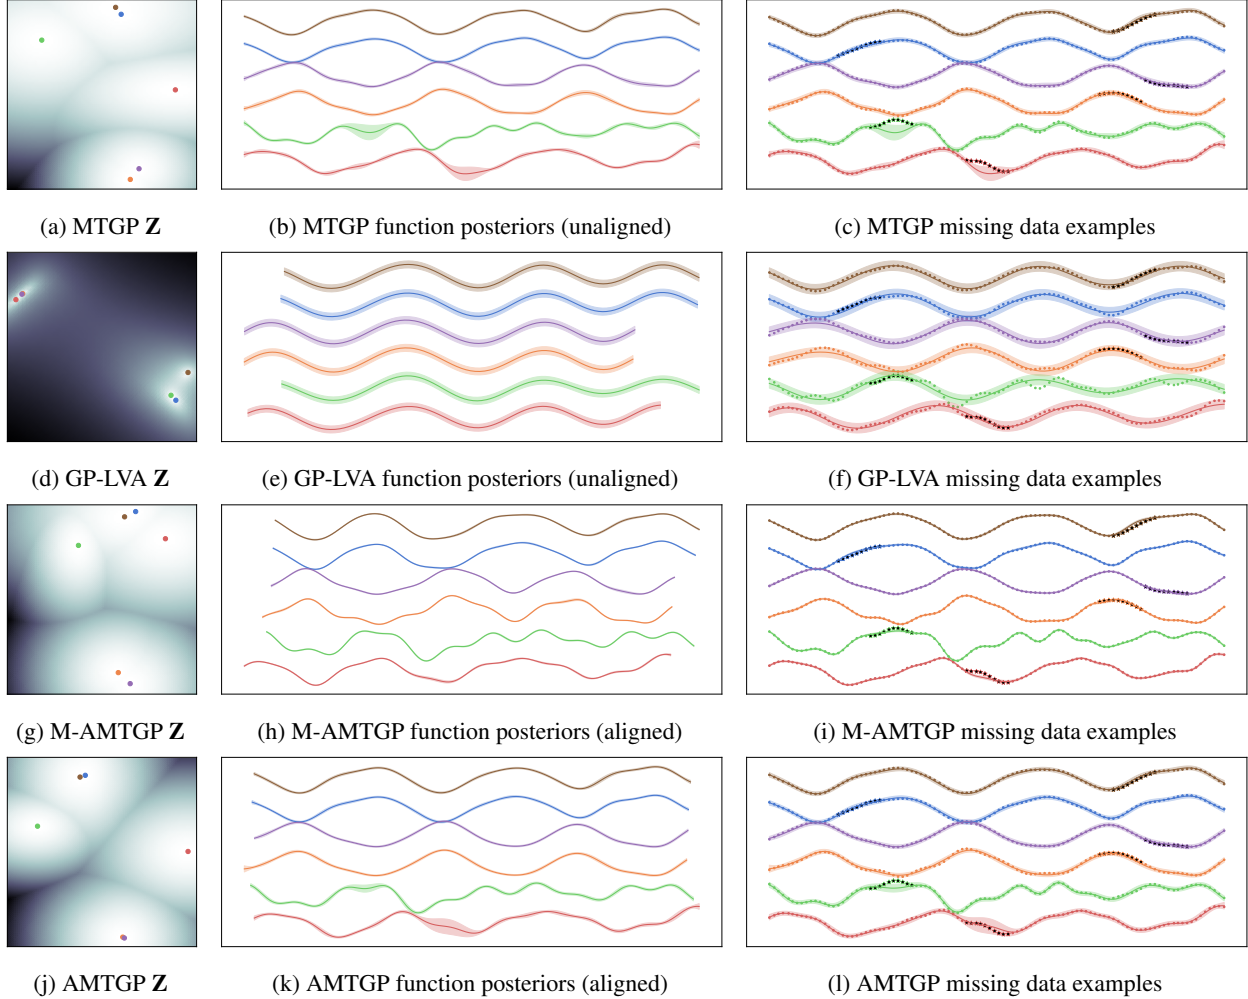 (a) MTGP Z
(b) MTGP function posteriors (unaligned)
(c) MTGP missing data examples
(d) GP-LVA Z
(e) GP-LVA function posteriors (unaligned)
(f) GP-LVA missing data examples
(g) M-AMTGP Z
(h) M-AMTGP function posteriors (aligned)
(i) M-AMTGP missing data examples
(j) AMTGP Z
(k) AMTGP function posteriors (aligned)
(l) AMTGP missing data examples